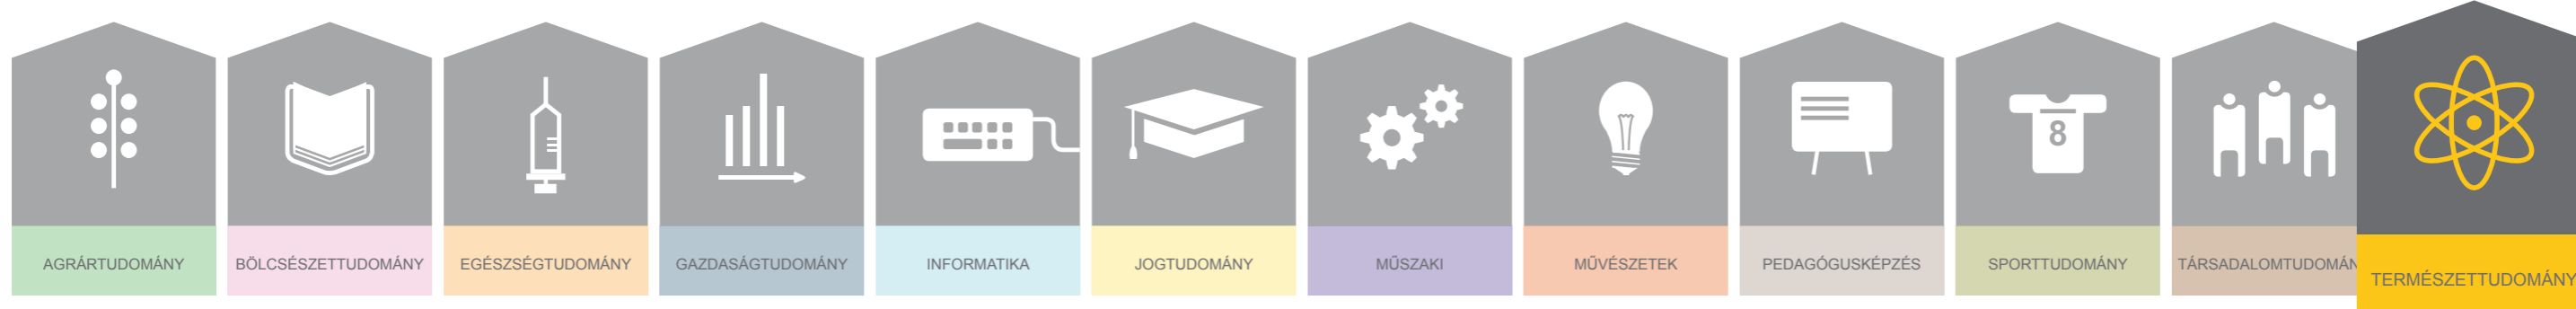 8
AGRÁRTUDOMÁNY
BÖLCSÉSZETTUDOMÁNY
EGÉSZSÉGTUDOMÁNY
GAZDASÁGTUDOMÁNY
INFORMATIKA
JOGTUDOMÁNY
MŰSZAKI
MŰVÉSZETEK
PEDAGÓGUSKÉPZÉS
SPORTTUDOMÁNY
TÁRSADALOMTUDOMÁN
TERMÉSZETTUDOMÁNY